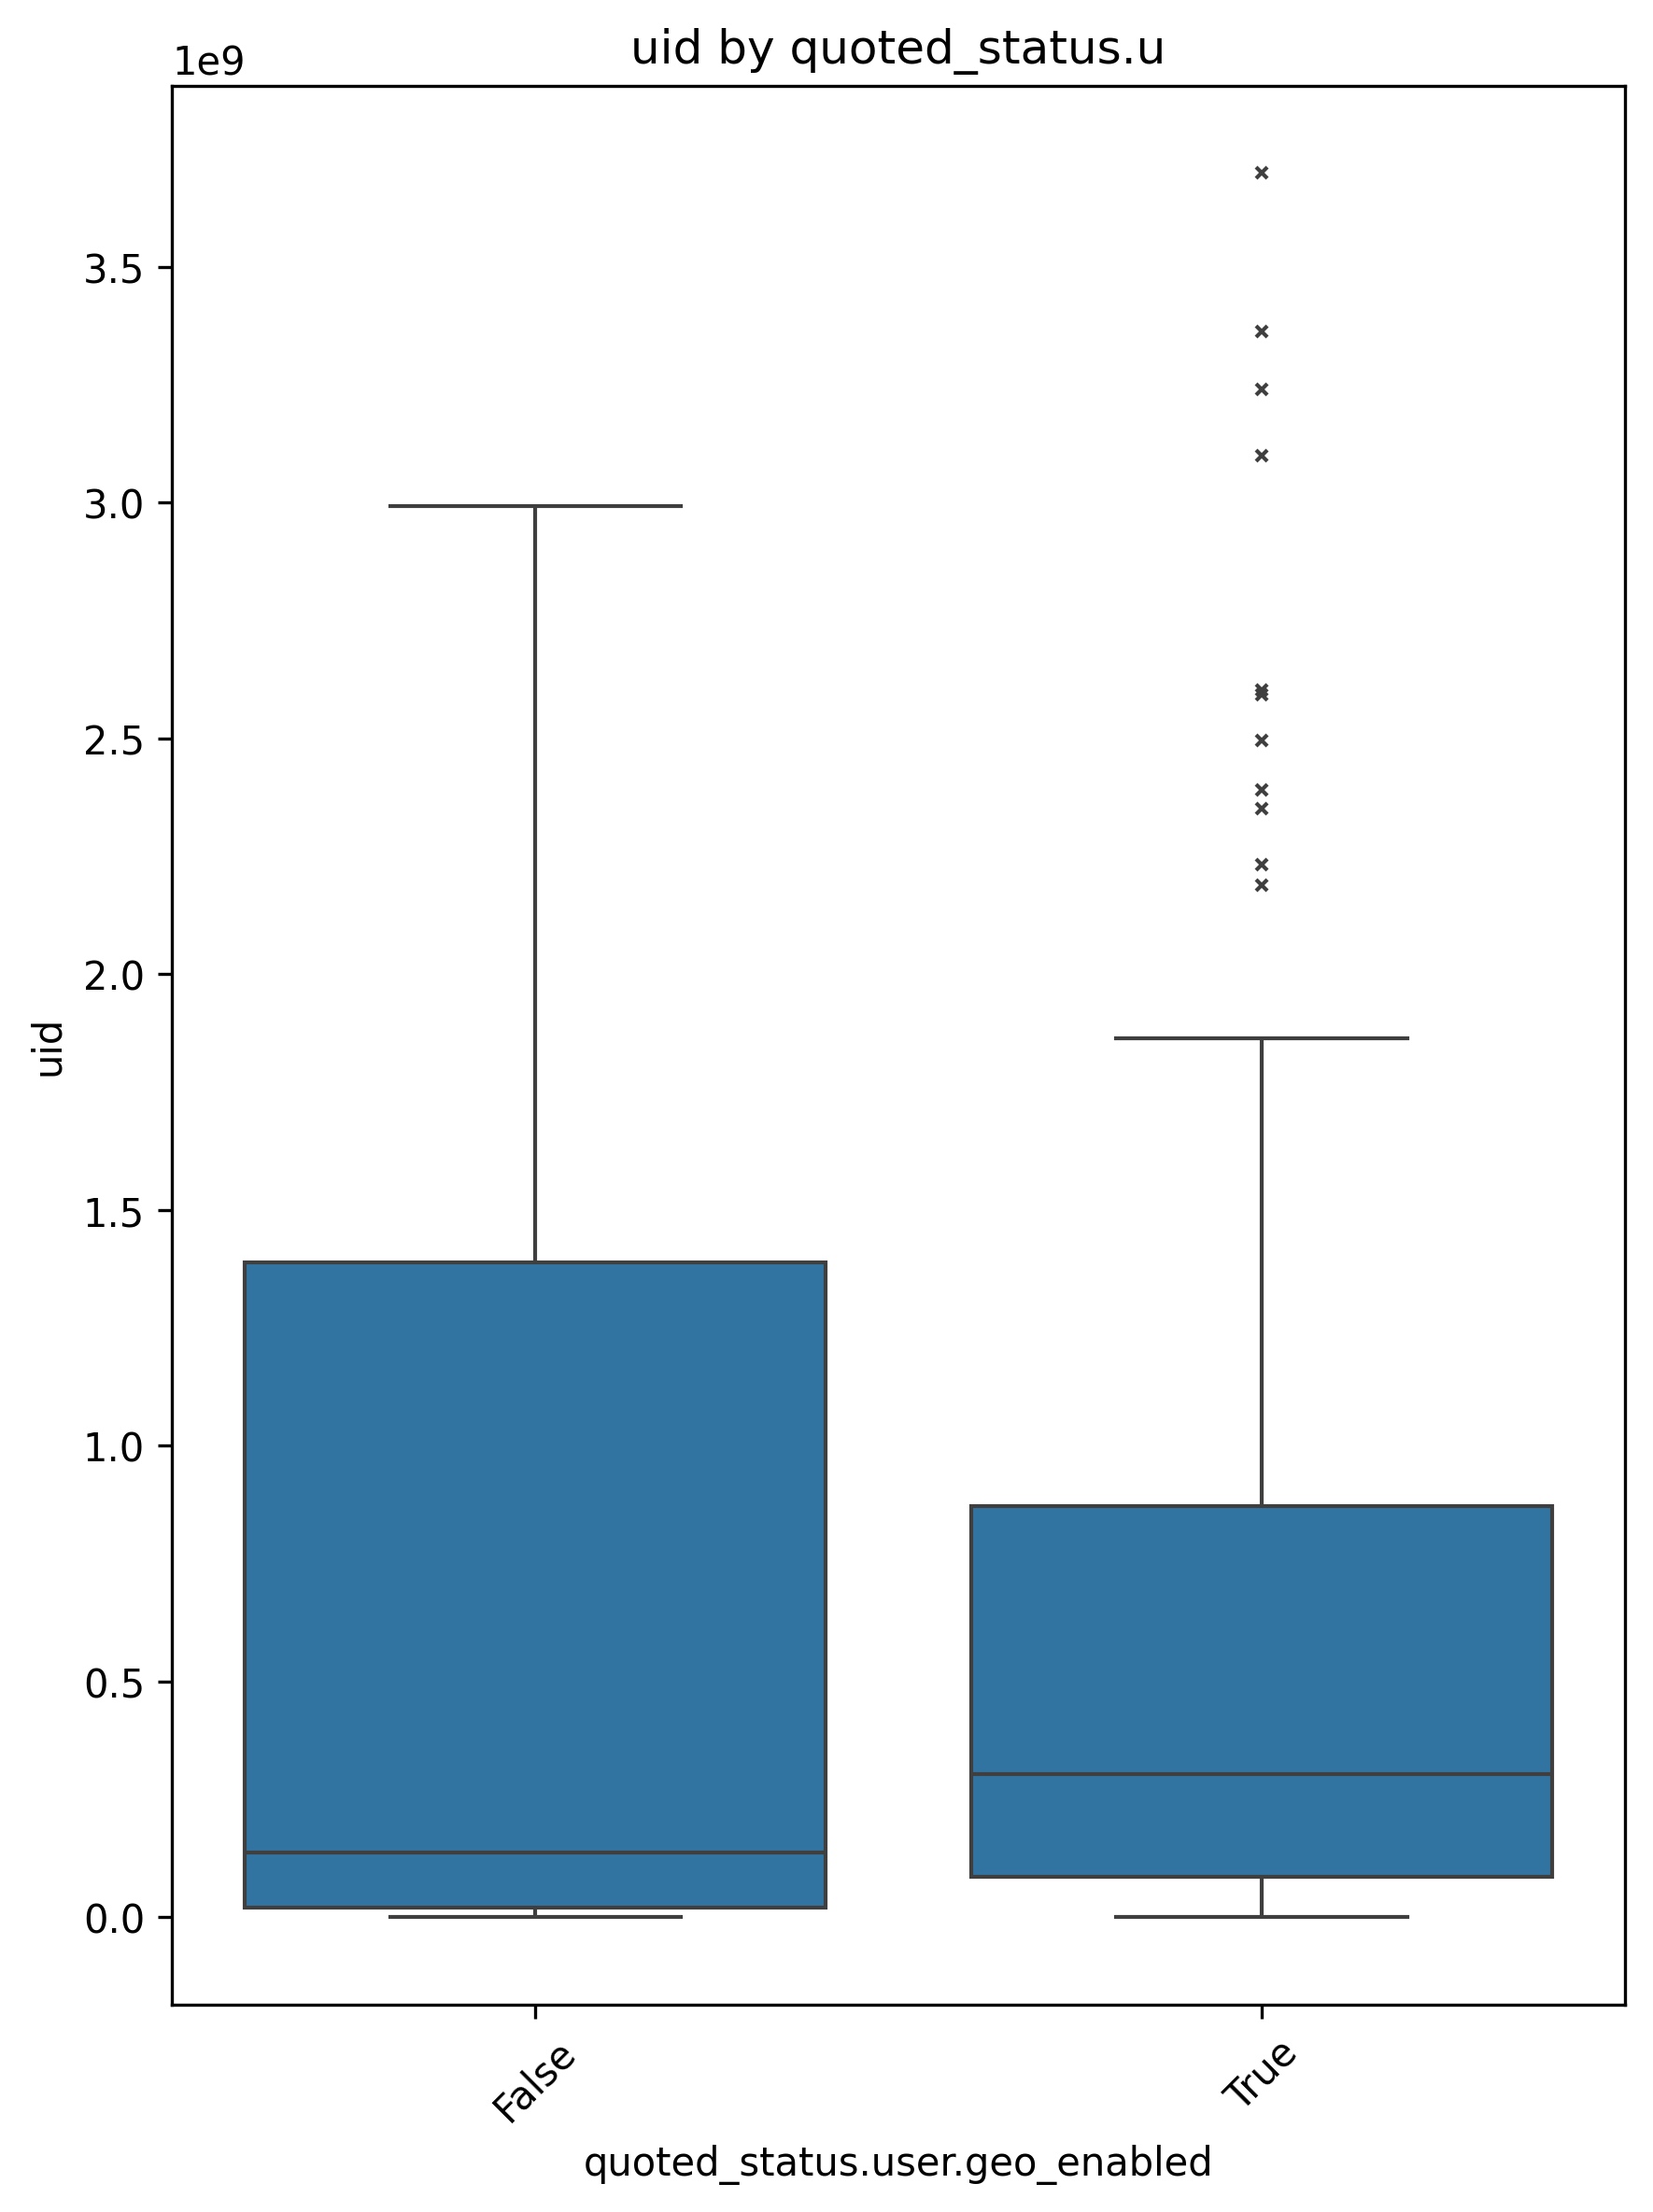 uid by quoted_status.u
1e9
3.5
3.0
2.5
2.0
1.5
1.0
0.5
0.0
uid
False
True
quoted_status.user.geo_enabled